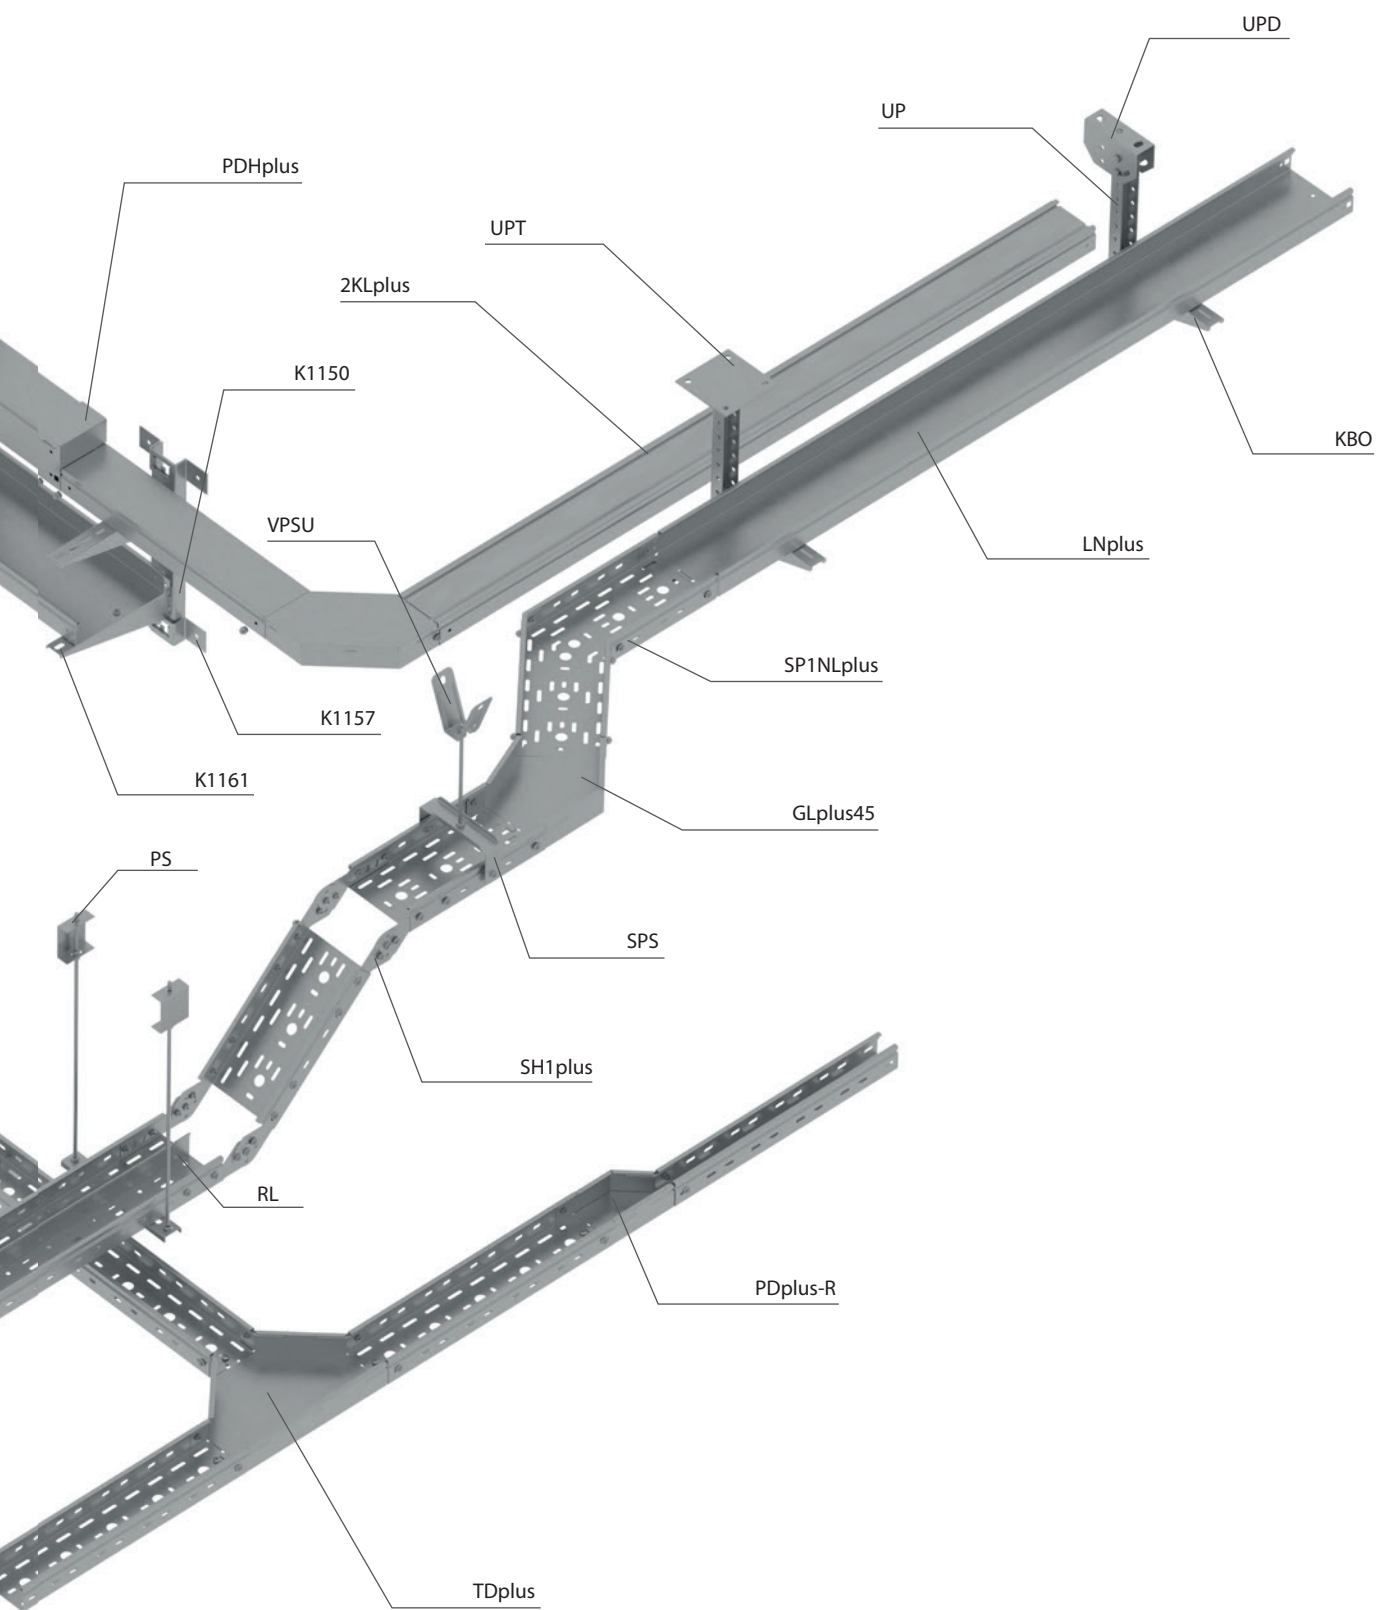 UPD
UP
PDHplus
UPT
2KLplus
K1150
KBO
VPSU
LNplus
SP1NLplus
K1157
K1161
GLplus45
PS
SPS
SH1plus
RL
PDplus-R
TDplus